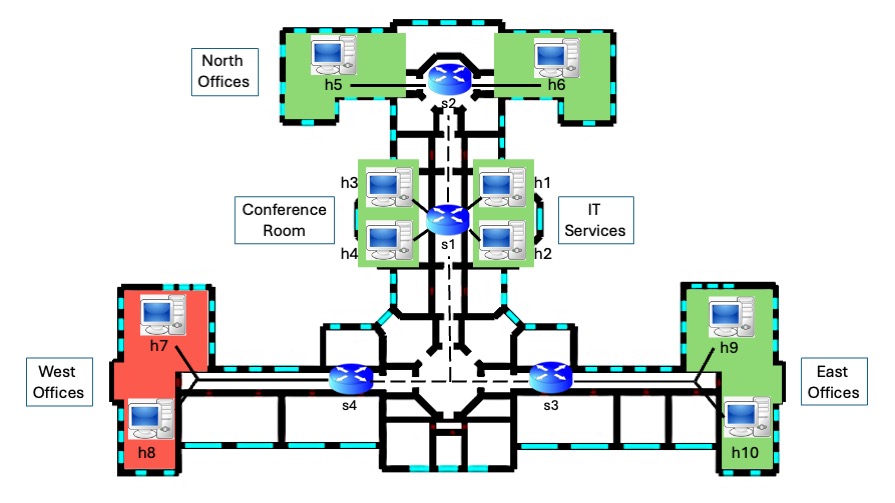 North
Offices
h5
h6
s2
h3
h1
Conference
Room
s1
IT
Services
h4
h2
h7
h9
West
Offices
s4
s3
East
Offices
h8
h10